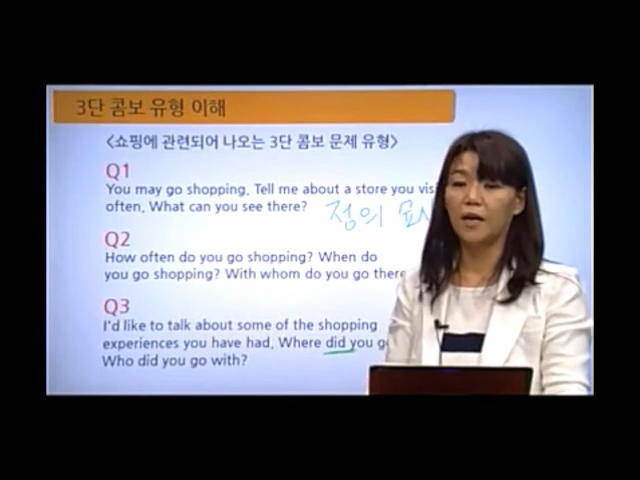 3단 콤보 유형 이해
<쇼핑에 관련되어 나오는 3단 콤보 문제 유형>
Q1
You may go shopping. Tell me about a store you
often. What can you see there?
정의
Q2
How often do you go shopping? When do
you go shopping? With whom do you go there
Q3
I'd like to talk about some of the shopping
experiences you have had. Where did you
Who did you go with?